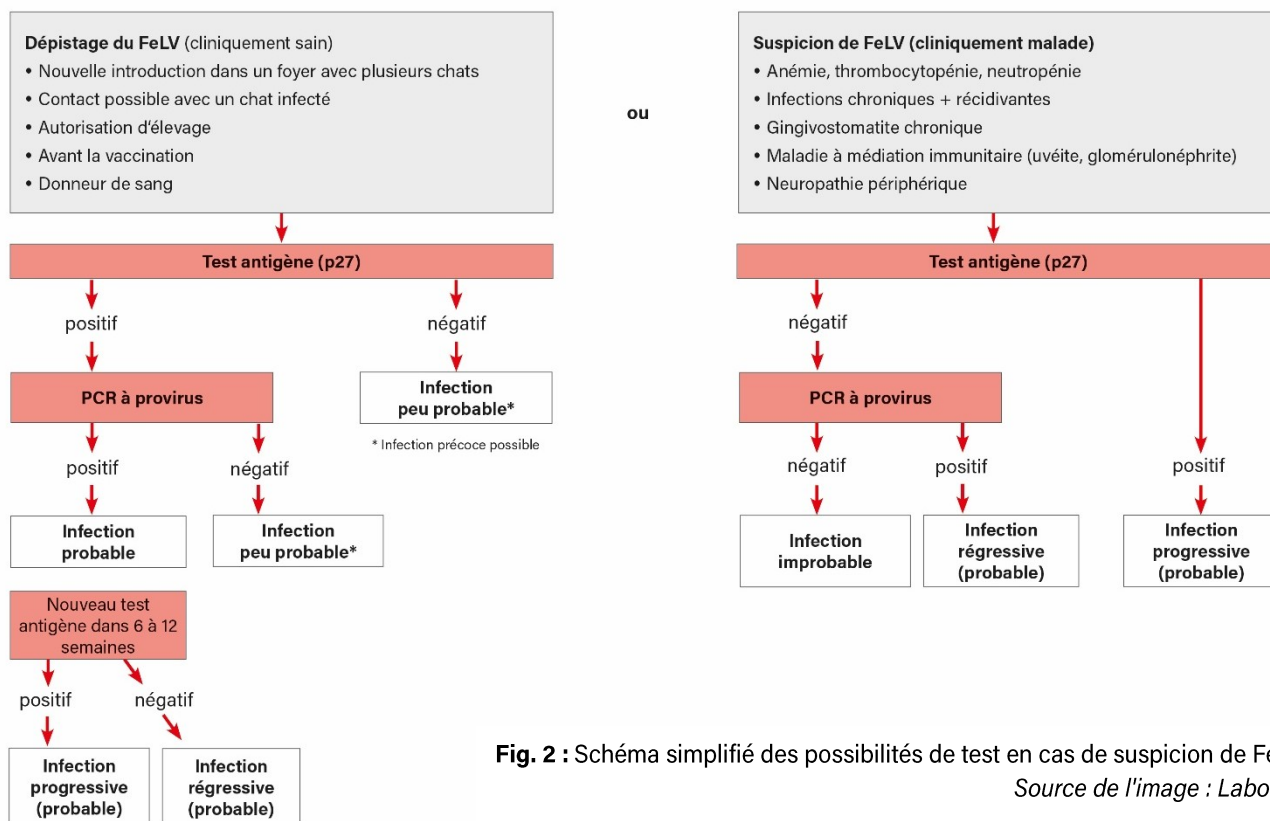 Dépistage du FeLV (cliniquement sain)
• Nouvelle introduction dans un foyer avec plusieurs chats
• Contact possible avec un chat infecté
• Autorisation d‘élevage
• Avant la vaccination
• Donneur de sang
ou
Suspicion de FeLV (cliniquement malade)
• Anémie, thrombocytopénie, neutropénie
• Infections chroniques + récidivantes
• Gingivostomatite chronique
• Maladie à médiation immunitaire (uvéite, glomérulonéphrite)
• Neuropathie périphérique
Test antigène (p27)
positif
négatif
PCR à provirus
Infection
peu probable*
* Infection précoce possible
positif
négatif
Infection
probable
Infection
peu probable*
Nouveau test
antigène dans 6 à 12
semaines
positif
négatif
Infection
progressive
(probable)
Infection
régressive
(probable)
Test antigène (p27)
négatif
PCR à provirus
négatif
positif
positif
Infection
improbable
Infection
régressive
(probable)
Infection
progressive
(probable)
Fig. 2 : Schéma simplifié des possibilités de test en cas de suspicion de
Source de l'image :